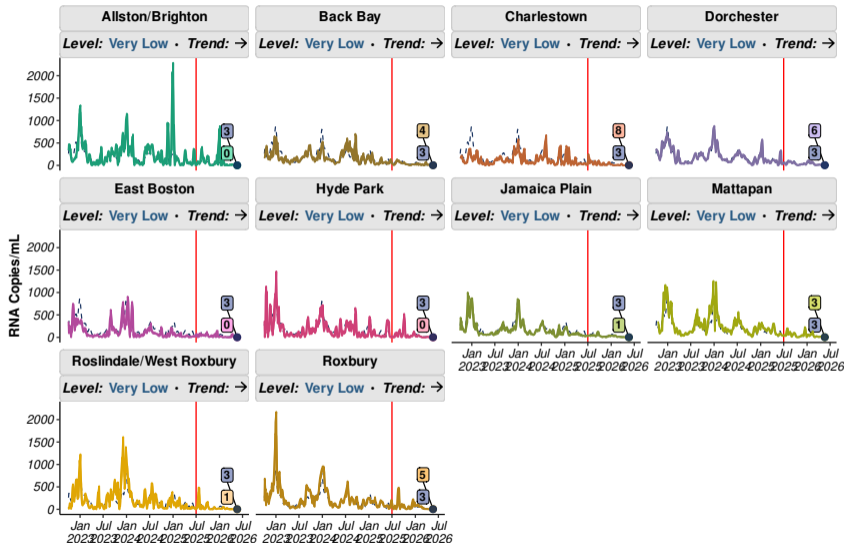 Allston/Brighton Back Bay Charlestown Dorchester
Level: Very Low · Trend: → Level: Very Low · Trend: → Level: Very Low · Trend: → Level: Very Low · Trend: →
2000
1500
1000
500
0
3 4 8 6
0 3 3 3
East Boston Hyde Park Jamaica Plain Mattapan
Level: Very Low · Trend: → Level: Very Low · Trend: → Level: Very Low · Trend: → Level: Very Low · Trend: →
RNA Copies/mL
2000
1500
1000
500
0
3 3 3 3
0 0 1 3
Jan Jul Jan Jul Jan Jul Jan Jul Jan Jul Jan Jul Jan Jul Jan Jul
2023 2023 2024 2024 2025 2025 2026 2026 2023 2023 2024 2024 2025 2025 2026 2026
Roslindale/West Roxbury Roxbury
Level: Very Low · Trend: → Level: Very Low · Trend: →
2000
1500
1000
500
0
3 5
1 3
Jan Jul Jan Jul Jan Jul Jan Jul Jan Jul Jan Jul Jan Jul Jan Jul
2023 2023 2024 2024 2025 2025 2026 2026 2023 2023 2024 2024 2025 2025 2026 2026